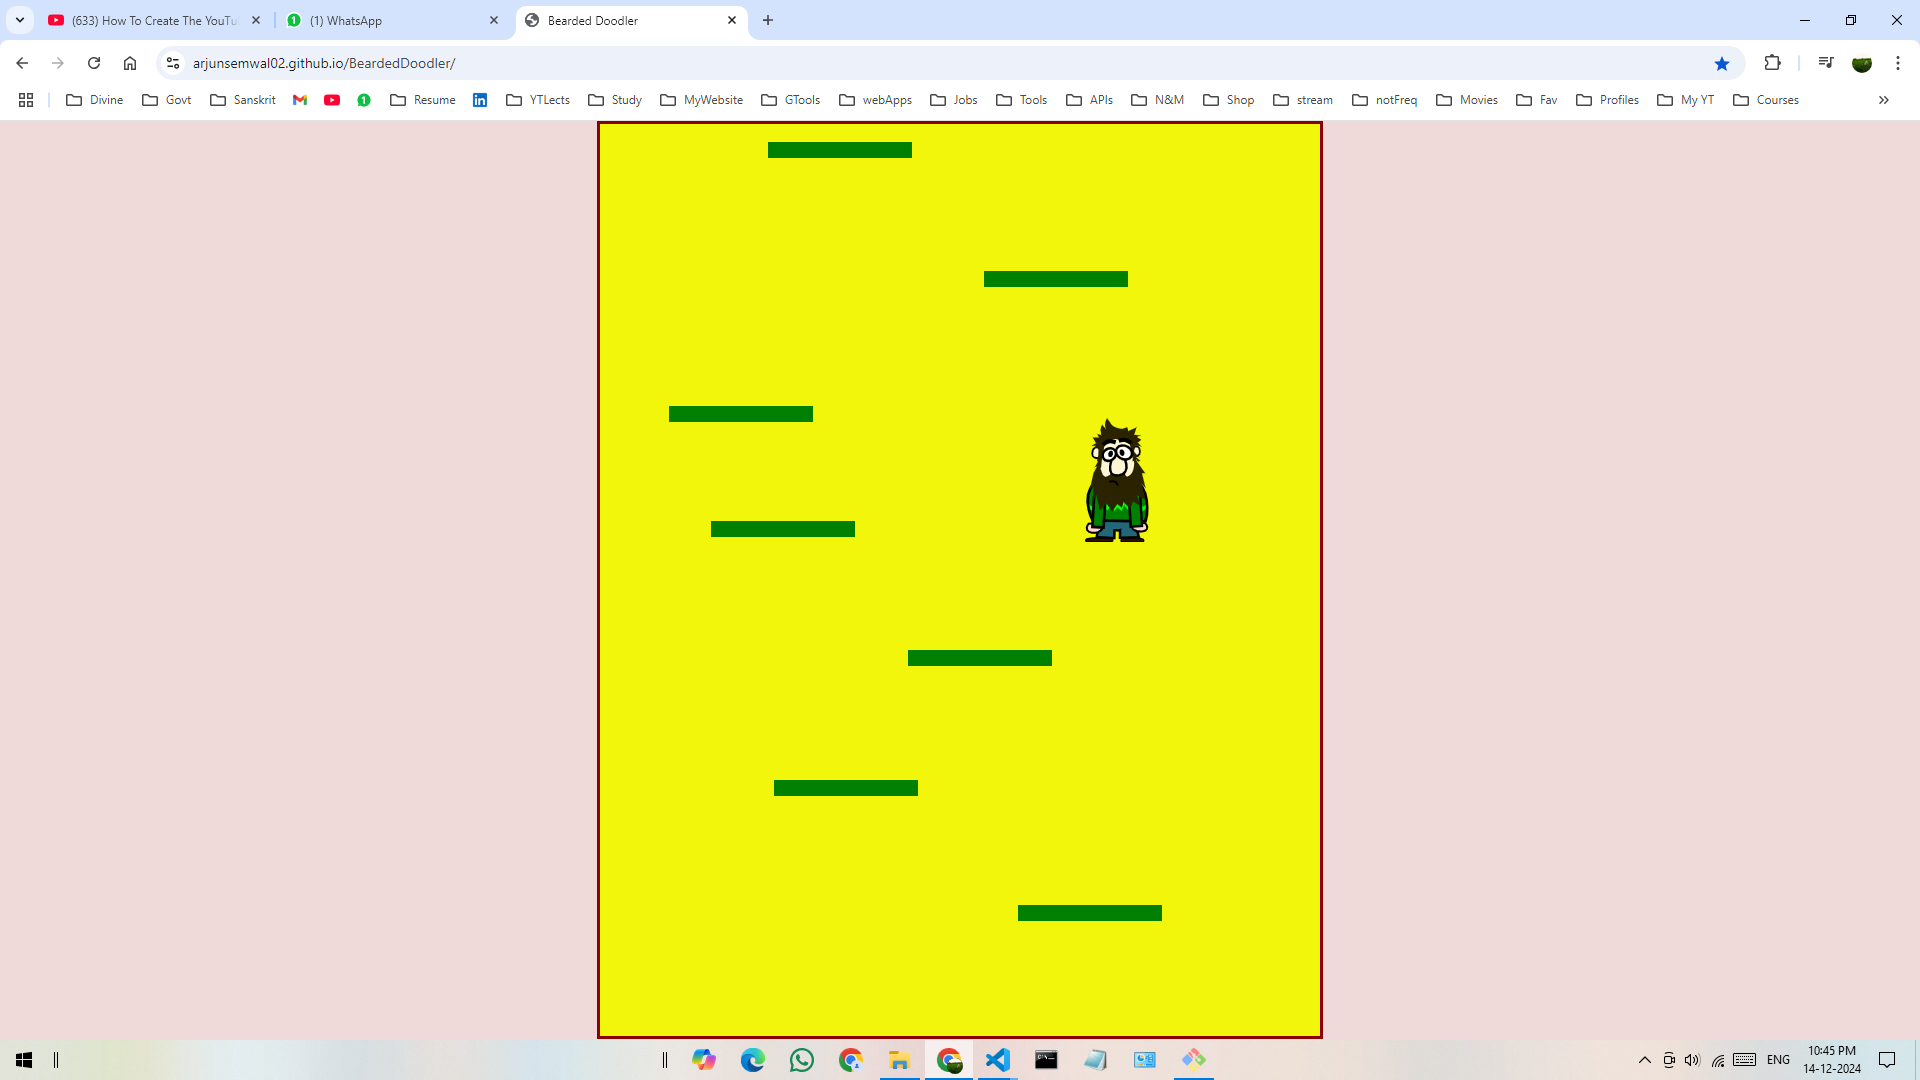 (633) How To Create The YouTu
(1) WhatsApp
Bearded Doodler
arjunsemwal02.github.io/BeardedDoodler/
Divine Govt Sanskrit Resume YTLects Study MyWebsite GTools webApps Jobs Tools APIs N&M Shop stream notFreq Movies Fav Profiles My YT Courses
ENG
10:45 PM
14-12-2024